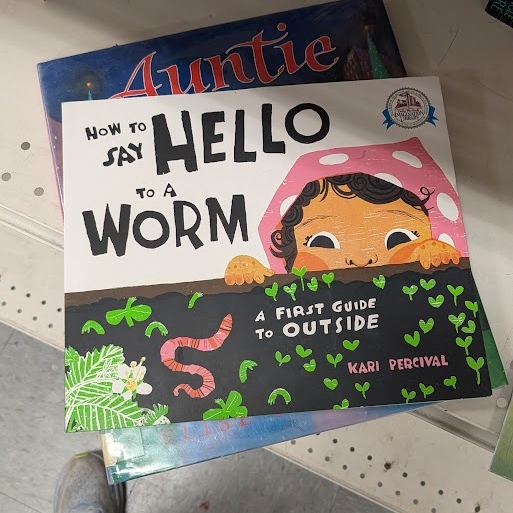 Auntie
HOW TO
SAY HELLO
TO A
WORM
A FIRST GUIDE
TO OUTSIDE
KARI PERCIVAL